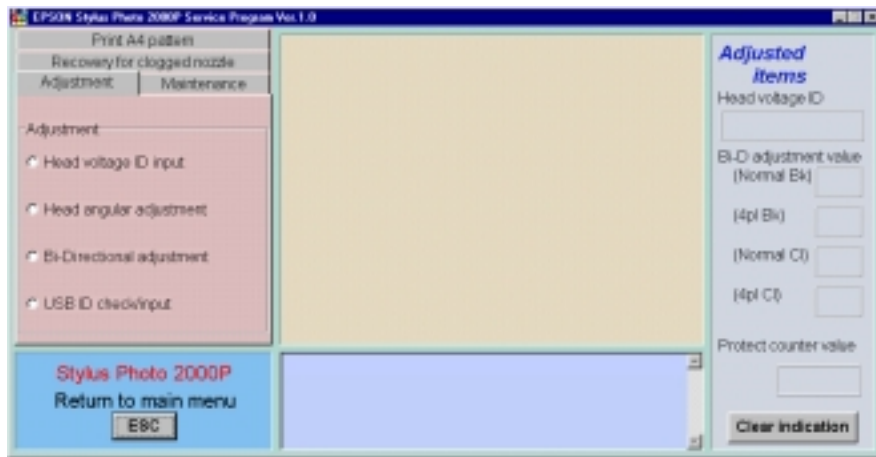 EPSON Stylus Photo 2000P Service Program Ver.1.0
Print A4 pattern
Recovery for clogged nozzle
Adjustment
Maintenance
Adjustment
Head voltage ID input
Head angular adjustment
Bi-Directional adjustment
USB ID check/input
Stylus Photo 2000P
Return to main menu
ESC
Adjusted
items
Head voltage ID
Bi-D adjustment value
(Normal Bk)
(4pl Bk)
(Normal Cl)
(4pl Cl)
Protect counter value
Clear indication